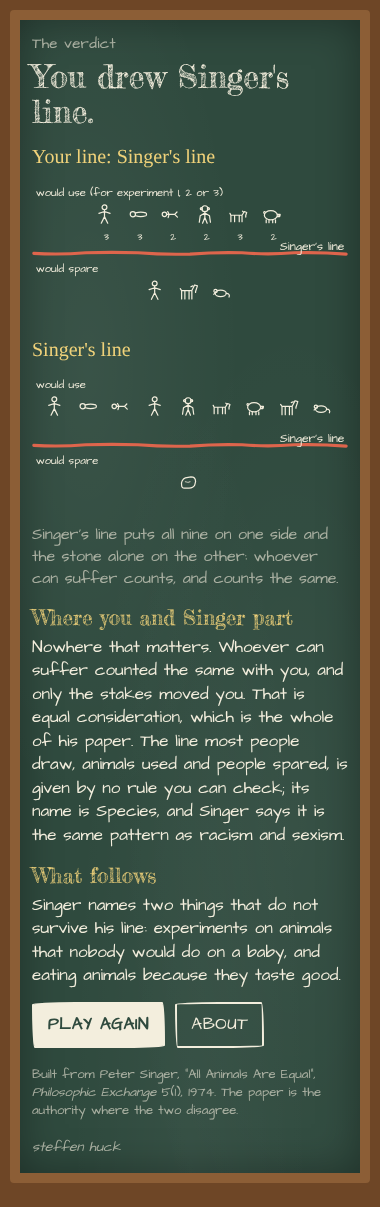 The verdict
You drew Singer's
line.
Your line: Singer's line
would use (for experiment 1, 2 or 3)
3 3 2 2 3 2
Singer's line
would spare
Singer's line
would use
Singer's line
would spare
Singer's line puts all nine on one side and
the stone alone on the other: whoever
can suffer counts, and counts the same.
Where you and Singer part
Nowhere that matters. Whoever can
suffer counted the same with you, and
only the stakes moved you. That is
equal consideration, which is the whole
of his paper. The line most people
draw, animals used and people spared, is
given by no rule you can check; its
name is Species, and Singer says it is
the same pattern as racism and sexism.
What follows
Singer names two things that do not
survive his line: experiments on animals
that nobody would do on a baby, and
eating animals because they taste good.
PLAY AGAIN ABOUT
Built from Peter Singer, "All Animals Are Equal",
Philosophic Exchange 5(1), 1974. The paper is the
authority where the two disagree.
steffen huck